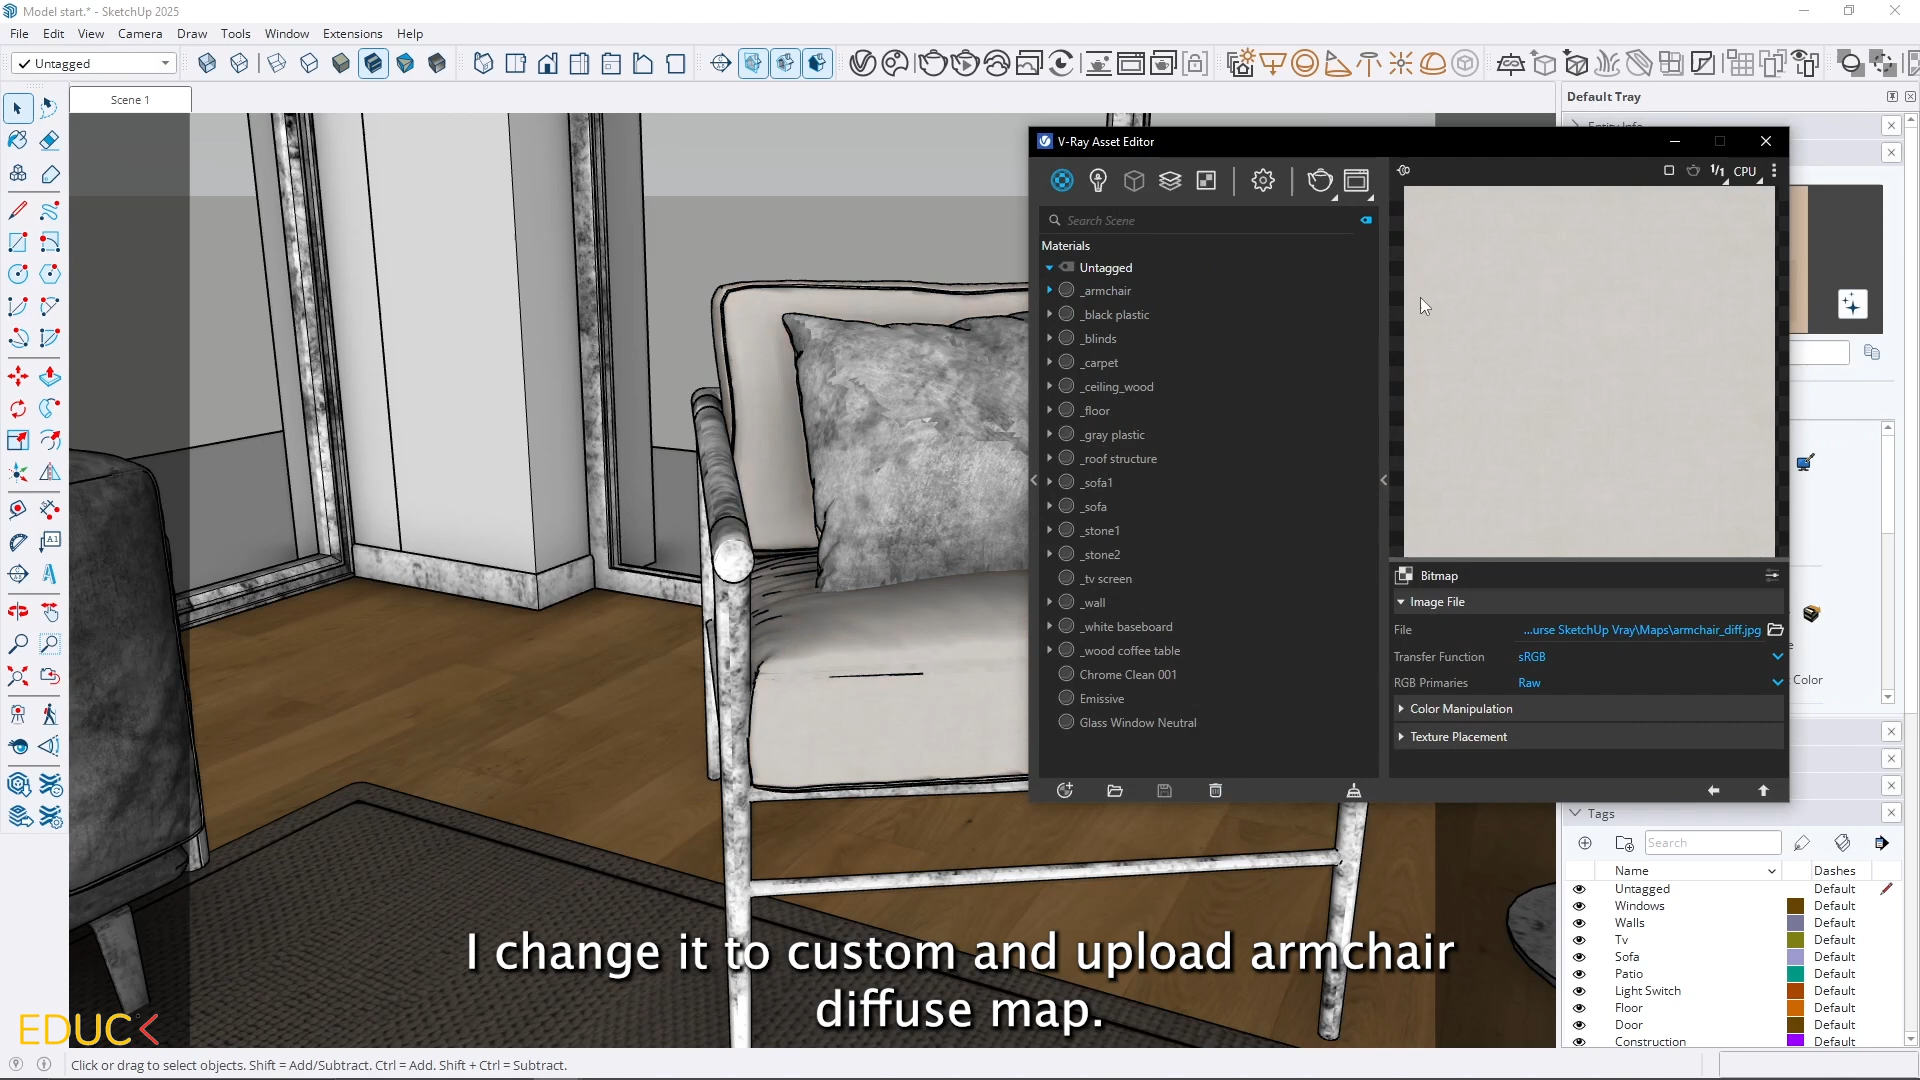 Model start.* - SketchUp 2025
File Edit View Camera Draw Tools Window Extensions Help
Untagged
Scene 1
Default Tray
V-Ray Asset Editor
1/1 CPU
Search Scene
Materials
Untagged
_armchair
_black plastic
_blinds
_carpet
_ceiling_wood
_floor
_gray plastic
_roof structure
_sofa1
_sofa
_stone1
_stone2
_tv screen
_wall
_white baseboard
_wood coffee table
Chrome Clean 001
Emissive
Glass Window Neutral
Bitmap
Image File
File ...urse SketchUp Vray\Maps\armchair_diff.jpg
Transfer Function sRGB
RGB Primaries Raw
Color Manipulation
Texture Placement
Color
Tags
Search
Name Dashes
Untagged Default
Windows Default
Walls Default
Tv Default
Sofa Default
Patio Default
Light Switch Default
Floor Default
Door Default
Construction Default
I change it to custom and upload armchair
diffuse map.
EDUC
Click or drag to select objects. Shift = Add/Subtract. Ctrl = Add. Shift + Ctrl = Subtract.